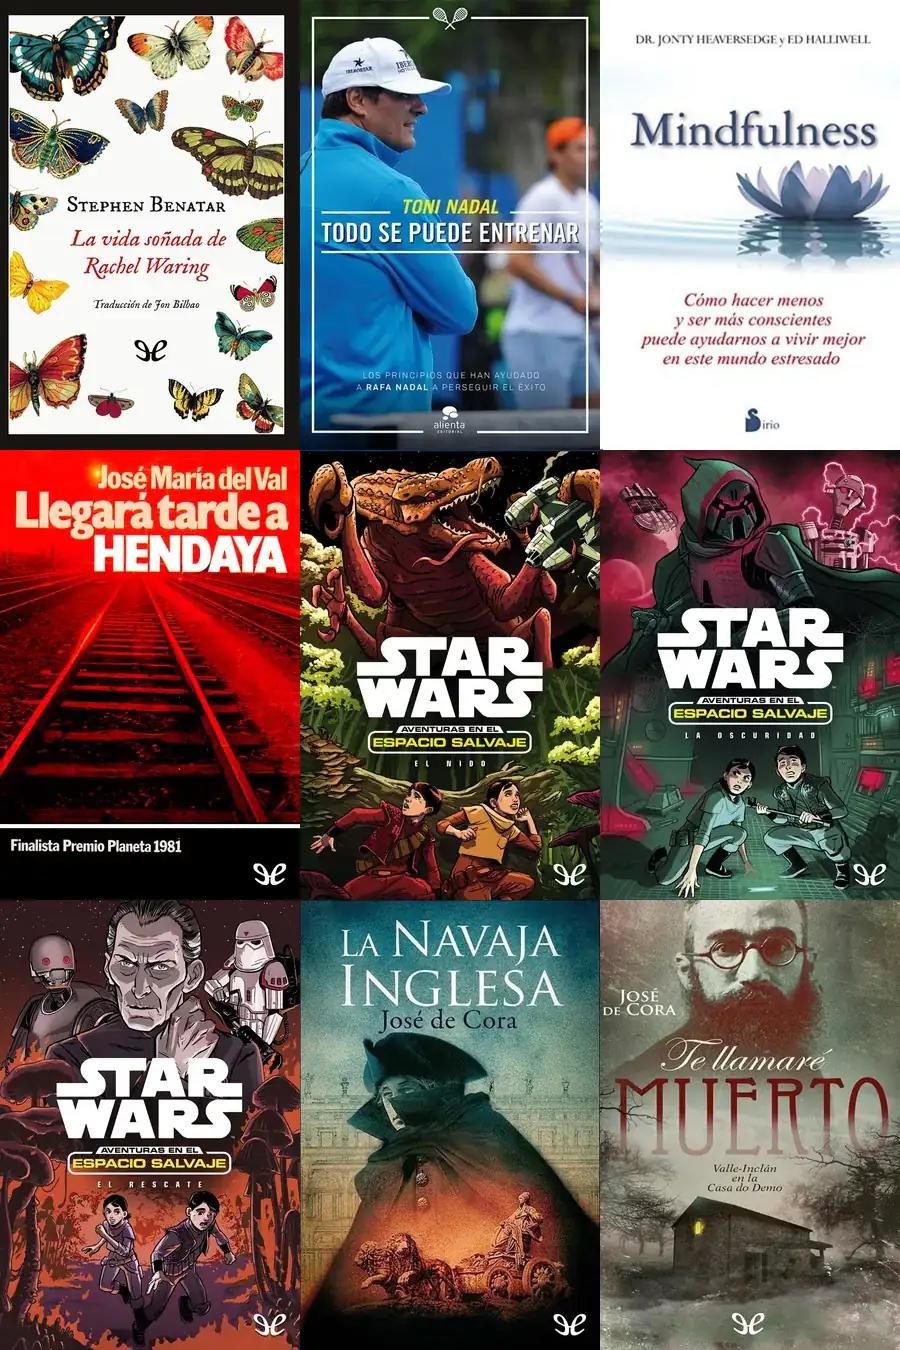 STEPHEN BENATAR
La vida soñada de
Rachel Waring
Traducción de Jon Bilbao
IBEROSTAR
TONI NADAL
TODO SE PUEDE ENTRENAR
LOS PRINCIPIOS QUE HAN AYUDADO
A RAFA NADAL A PERSEGUIR EL ÉXITO
alienta
EDITORIAL
DR. JONTY HEAVERSEDGE y ED HALLIWELL
Mindfulness
Cómo hacer menos
y ser más conscientes
puede ayudarnos a vivir mejor
en este mundo estresado
Sirio
José María del Val
Llegará tarde a
HENDAYA
Finalista Premio Planeta 1981
STAR
WARS
AVENTURAS EN EL
ESPACIO SALVAJE
EL NIDO
STAR
WARS
AVENTURAS EN EL
ESPACIO SALVAJE
LA OSCURIDAD
STAR
WARS
AVENTURAS EN EL
ESPACIO SALVAJE
EL RESCATE
LA NAVAJA
INGLESA
José de Cora
JOSÉ
DE CORA
Te llamaré
MUERTO
Valle-Inclán
en la
Casa do Demo